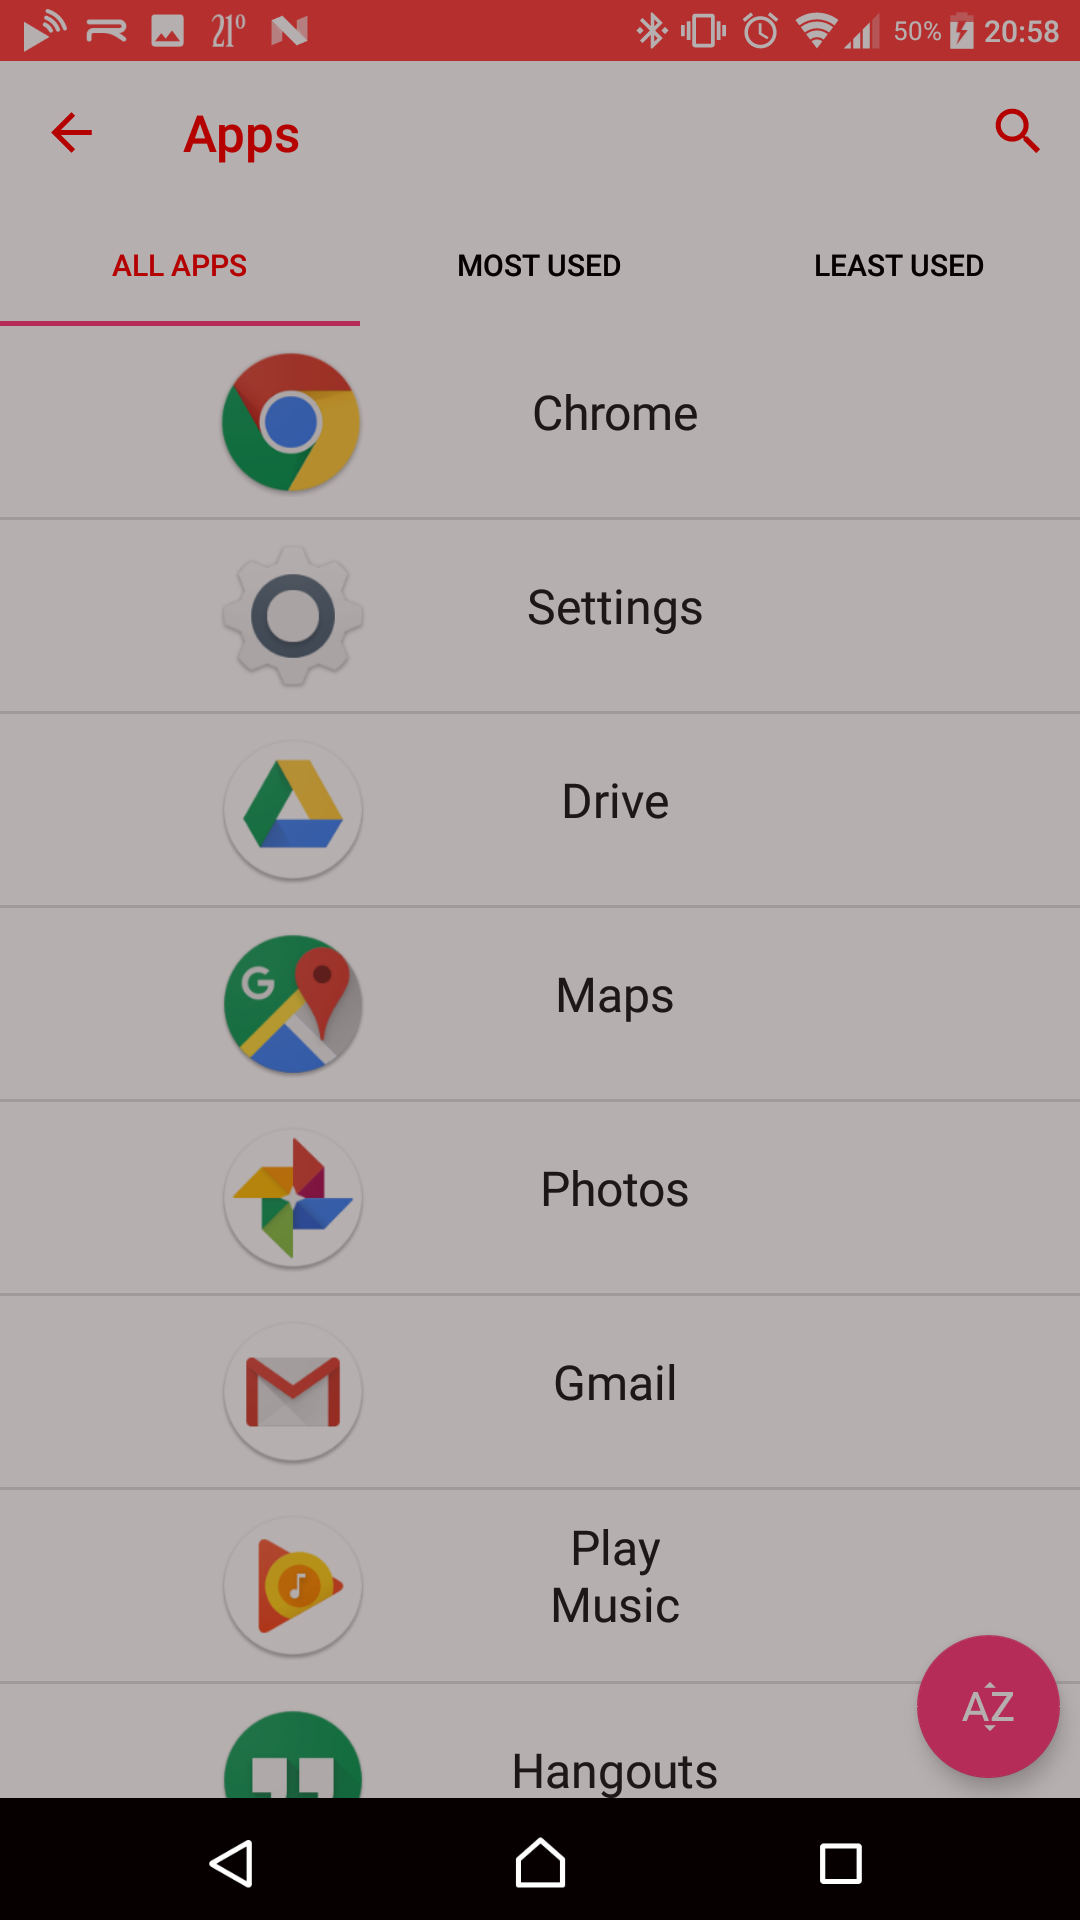 21° 50% 20:58
Apps
ALL APPS MOST USED LEAST USED
Chrome
Settings
Drive
G
Maps
Photos
Gmail
Play
Music
AZ
Hangouts